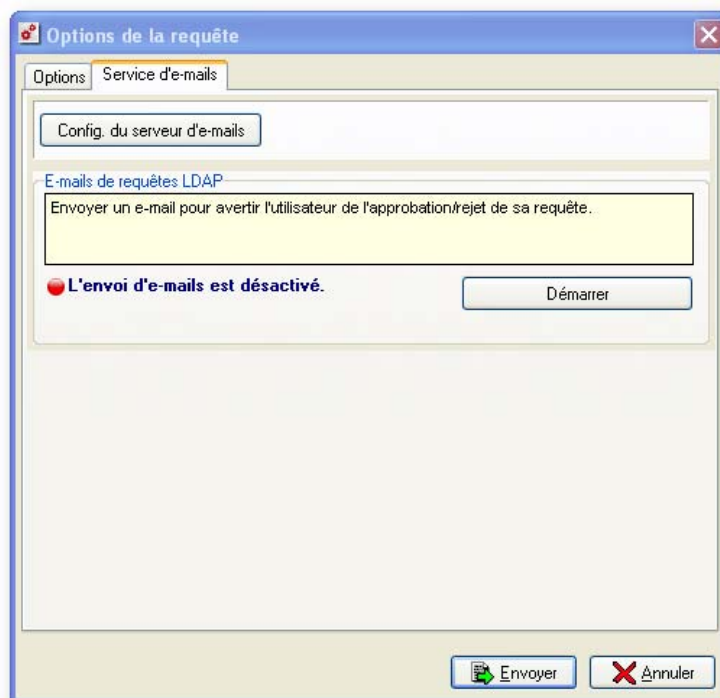 Options de la requête
Options
Service d'e-mails
Config. du serveur d'e-mails
E-mails de requêtes LDAP
Envoyer un e-mail pour avertir l'utilisateur de l'approbation/rejet de sa requête.
L'envoi d'e-mails est désactivé.
Démarrer
Envoyer
Annuler